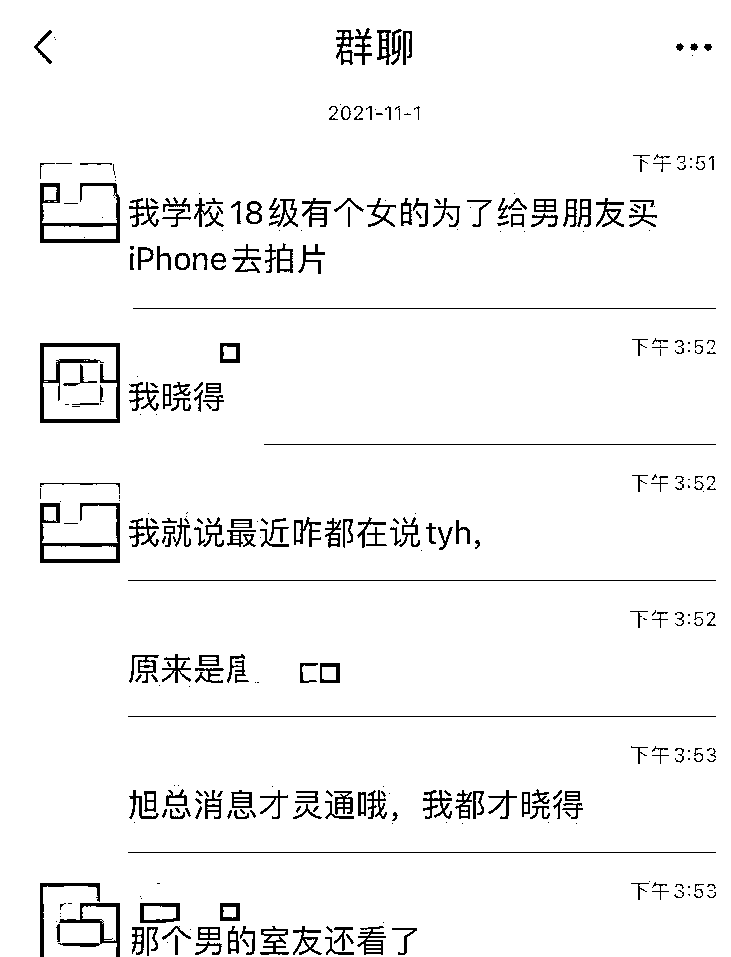 群聊
2021-11-1
下午3:51
我学校18级有个女的为了给男朋友买
iPhone去拍片
下午3:52
我晓得
下午3:52
我就说最近咋都在说tyh,
下午3:52
原来是
下午3:53
旭总消息才灵通哦，我都才晓得
下午3:53
那个男的室友还看了